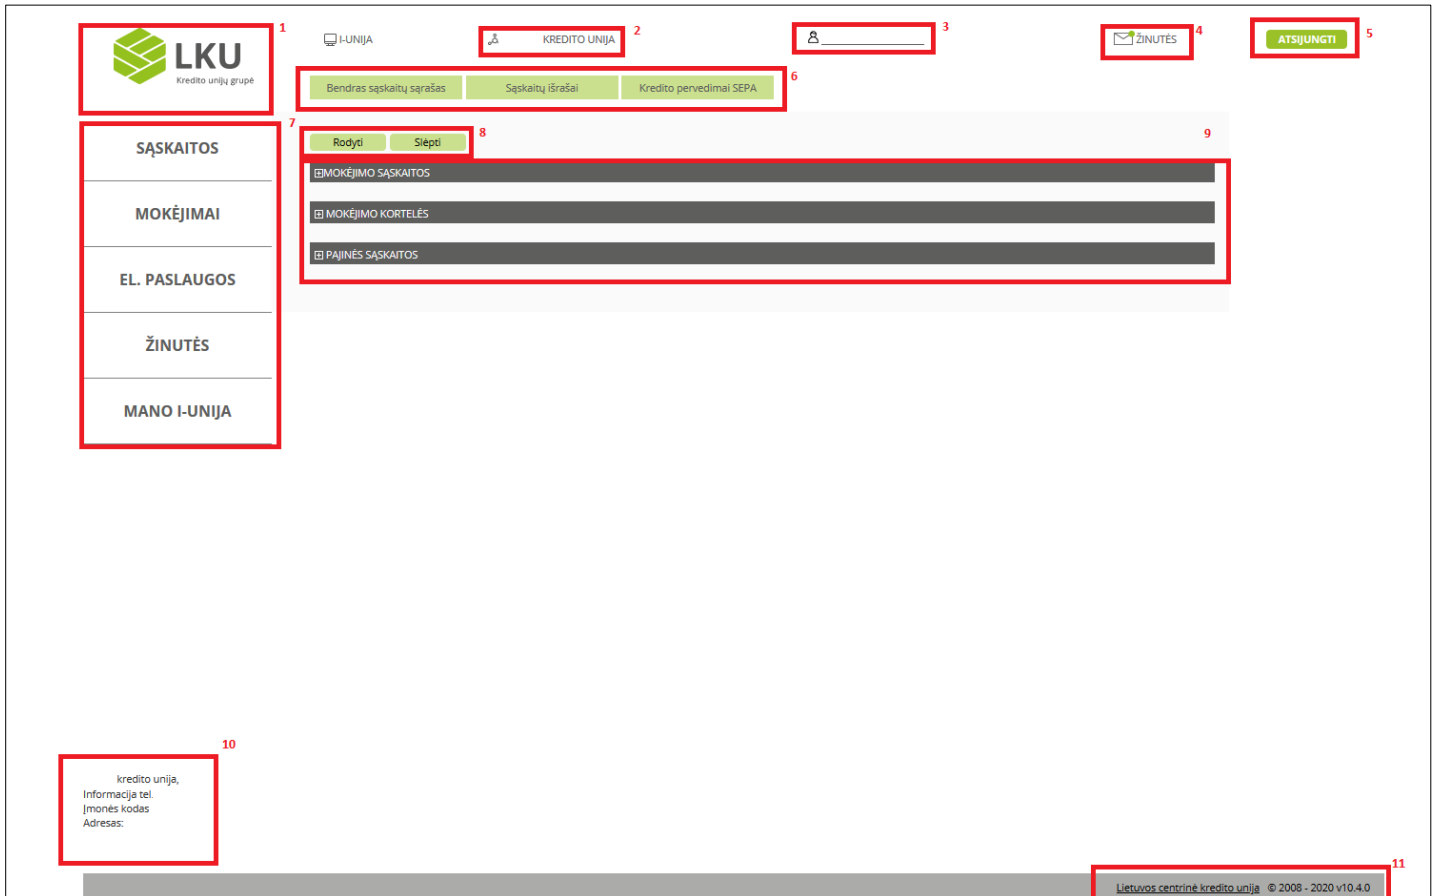 1
LKU
Kredito unijų grupė
I-UNIJA
KREDITO UNIJA
2
3
ŽINUTĖS
4
ATSIJUNGTI
5
Bendras sąskaitų sąrašas
Sąskaitų išrašai
Kredito pervedimai SEPA
6
7
SĄSKAITOS
MOKĖJIMAI
EL. PASLAUGOS
ŽINUTĖS
MANO I-UNIJA
Rodyti
Slėpti
8
9
MOKĖJIMO SĄSKAITOS
MOKĖJIMO KORTELĖS
PAJINĖS SĄSKAITOS
10
kredito unija,
Informacija tel.
Įmonės kodas
Adresas:
11
Lietuvos centrinė kredito unija © 2008 - 2020 v10.4.0